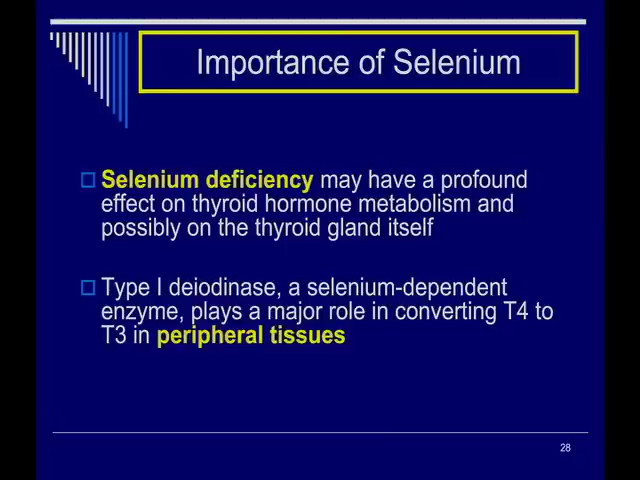 Importance of Selenium
Selenium deficiency may have a profound
effect on thyroid hormone metabolism and
possibly on the thyroid gland itself
Type I deiodinase, a selenium-dependent
enzyme, plays a major role in converting T4 to
T3 in peripheral tissues
28